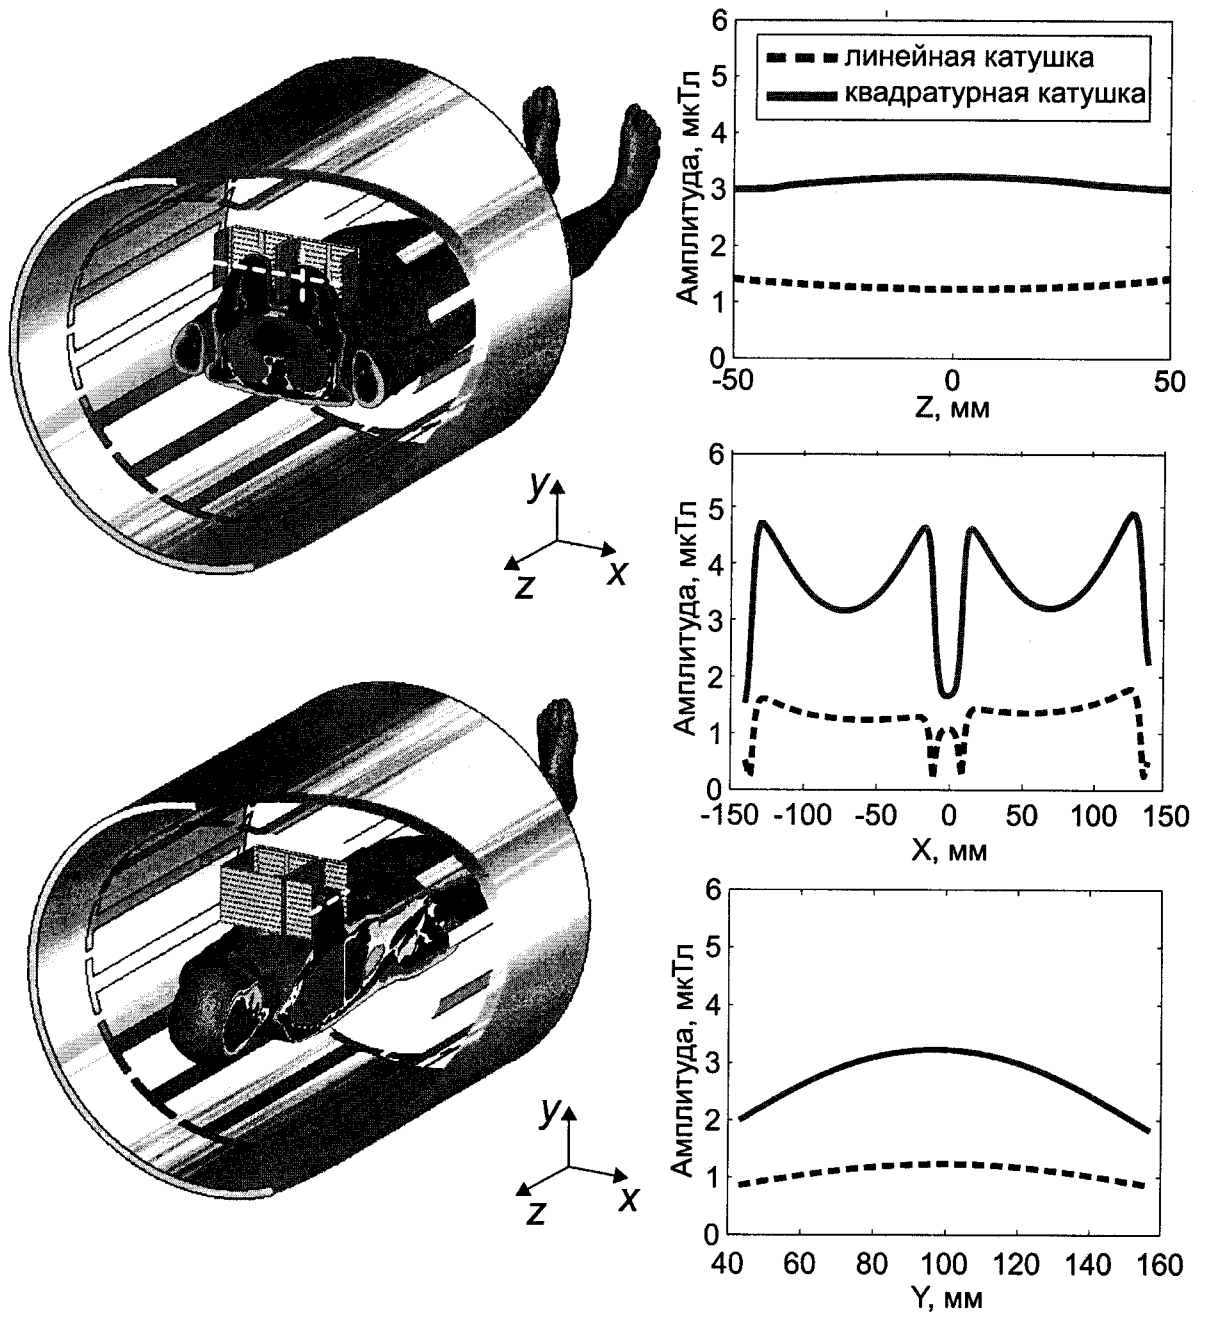 6
линейная катушка
5
квадратурная катушка
4
3
2
1
0
Амплитуда, мкТл
-50
0
50
Z, мм
y
x
z
6
5
4
3
2
1
0
Амплитуда, мкТл
-150 -100 -50 0 50 100 150
X, мм
y
x
z
6
5
4
3
2
1
0
Амплитуда, мкТл
40 60 80 100 120 140 160
Y, мм